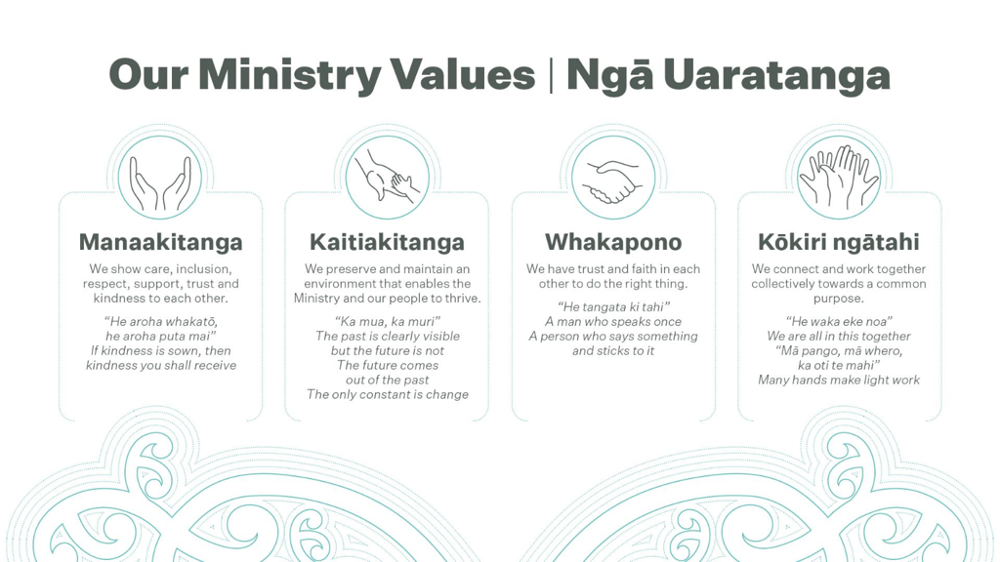 Our Ministry Values | Ngā Uaratanga
Manaakitanga
We show care, inclusion,
respect, support, trust and
kindness to each other.
“He aroha whakatō,
he aroha puta mai”
If kindness is sown, then
kindness you shall receive
Kaitiakitanga
We preserve and maintain an
environment that enables the
Ministry and our people to thrive.
“Ka mua, ka muri”
The past is clearly visible
but the future is not
The future comes
out of the past
The only constant is change
Whakapono
We have trust and faith in each
other to do the right thing.
“He tangata ki tahi”
A man who speaks once
A person who says something
and sticks to it
Kōkiri ngātahi
We connect and work together
collectively towards a common
purpose.
“He waka eke noa”
We are all in this together
“Mā pango, mā whero,
ka oti te mahi”
Many hands make light work